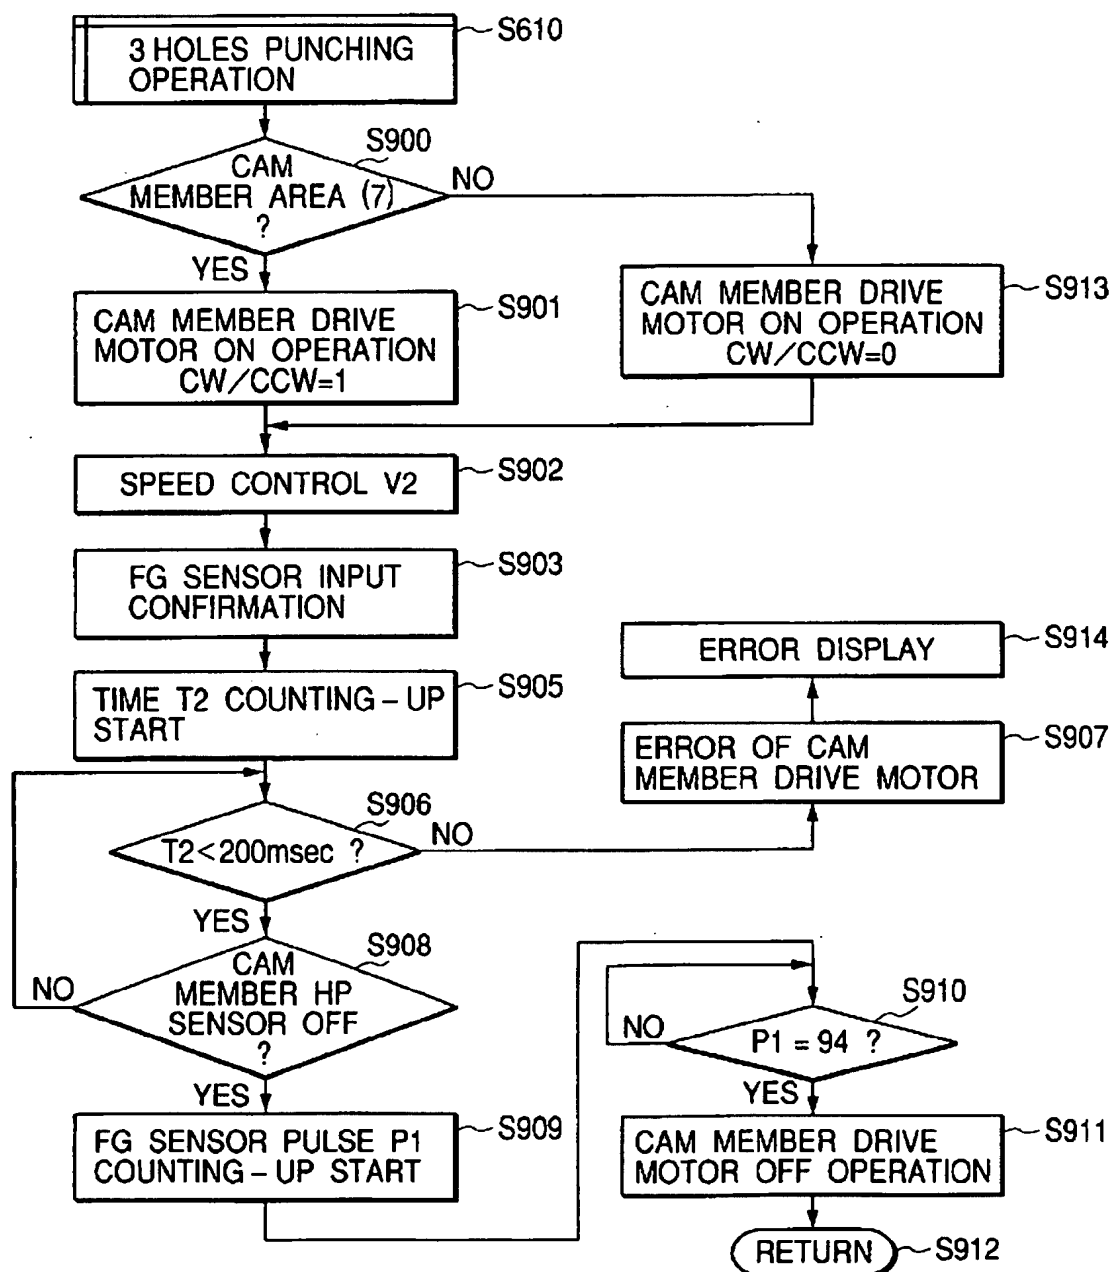 S610
3 HOLES PUNCHING
OPERATION
S900
CAM
MEMBER AREA (7)
?
NO
YES
S901
CAM MEMBER DRIVE
MOTOR ON OPERATION
CW/CCW=1
S913
CAM MEMBER DRIVE
MOTOR ON OPERATION
CW/CCW=0
S902
SPEED CONTROL V2
S903
FG SENSOR INPUT
CONFIRMATION
S905
TIME T2 COUNTING-UP
START
S914
ERROR DISPLAY
S907
ERROR OF CAM
MEMBER DRIVE MOTOR
S906
T2<200msec ?
NO
YES
S908
CAM
MEMBER HP
SENSOR OFF
?
NO
YES
S909
FG SENSOR PULSE P1
COUNTING-UP START
S910
P1 = 94 ?
NO
YES
S911
CAM MEMBER DRIVE
MOTOR OFF OPERATION
RETURN
S912